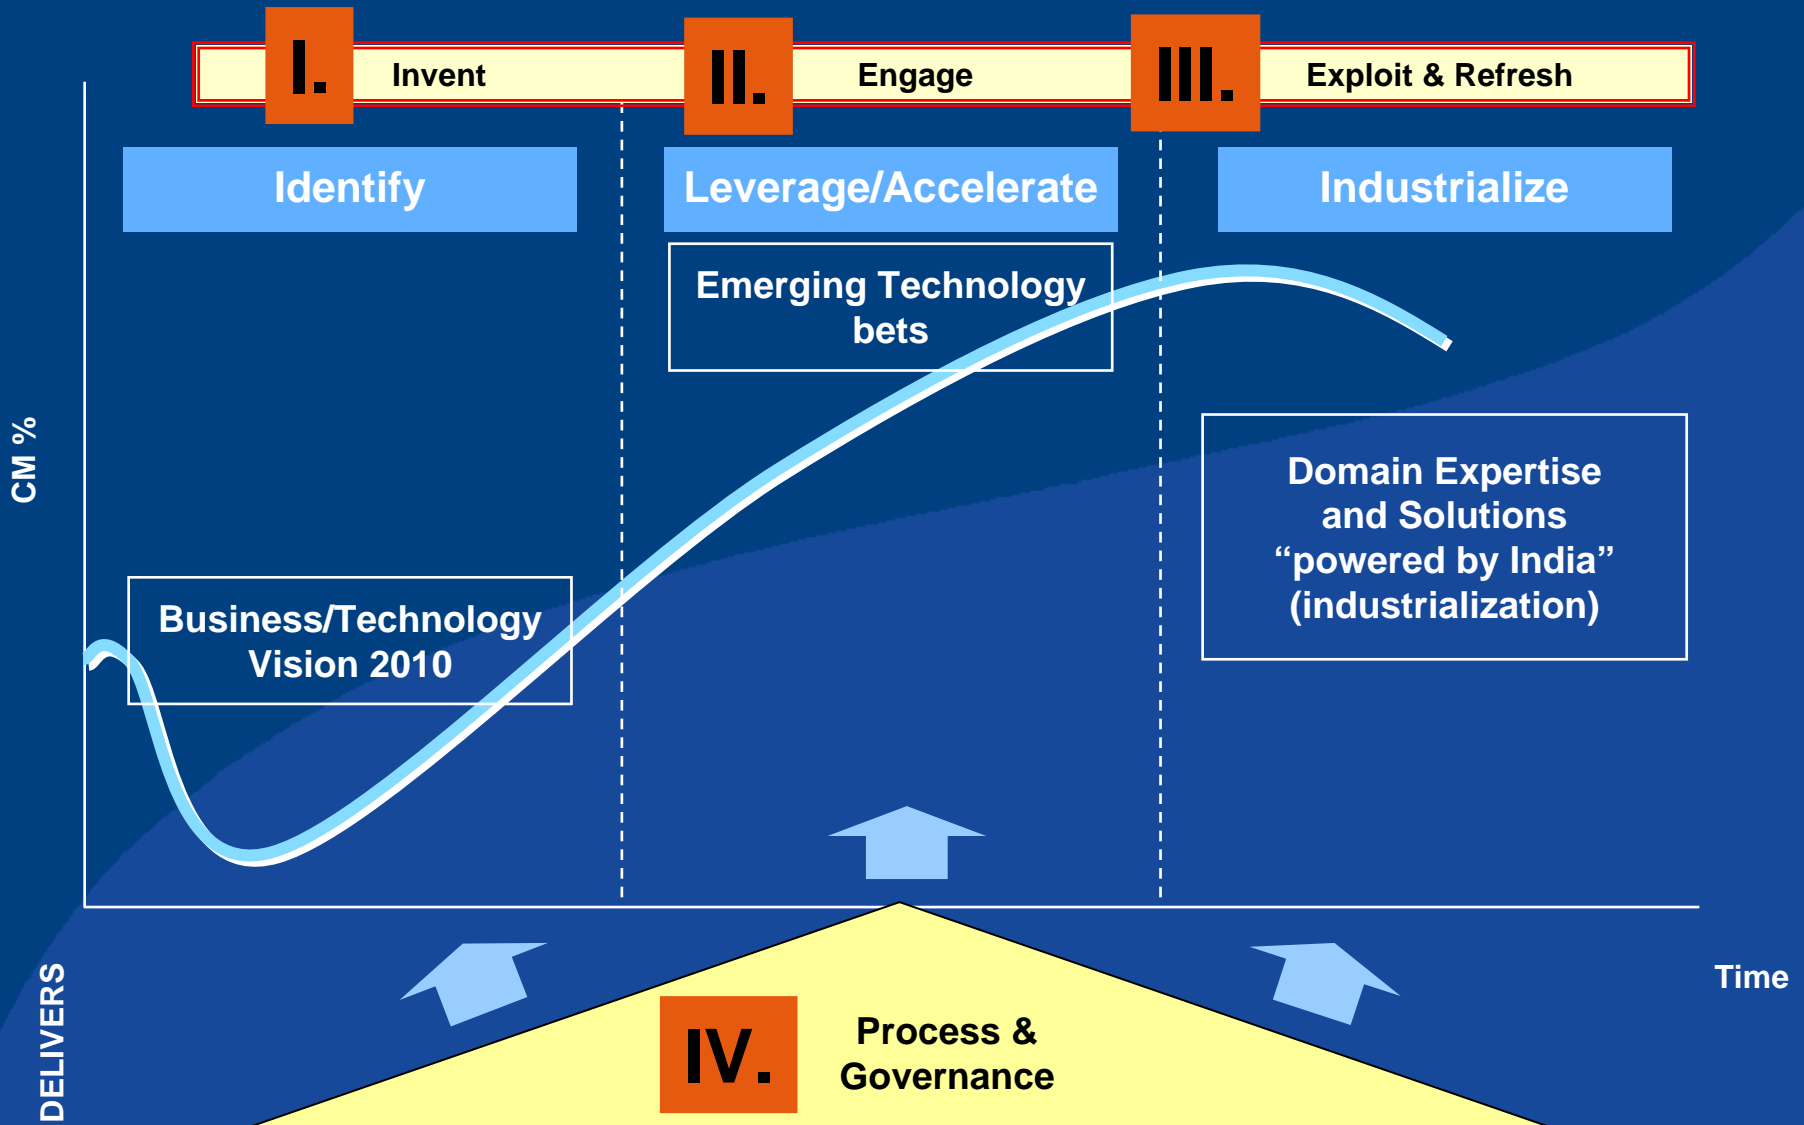 I.
Invent
II.
Engage
III.
Exploit & Refresh
Identify
Leverage/Accelerate
Industrialize
Emerging Technology
bets
CM %
Domain Expertise
and Solutions
“powered by India”
(industrialization)
Business/Technology
Vision 2010
Time
DELIVERS
IV.
Process &
Governance